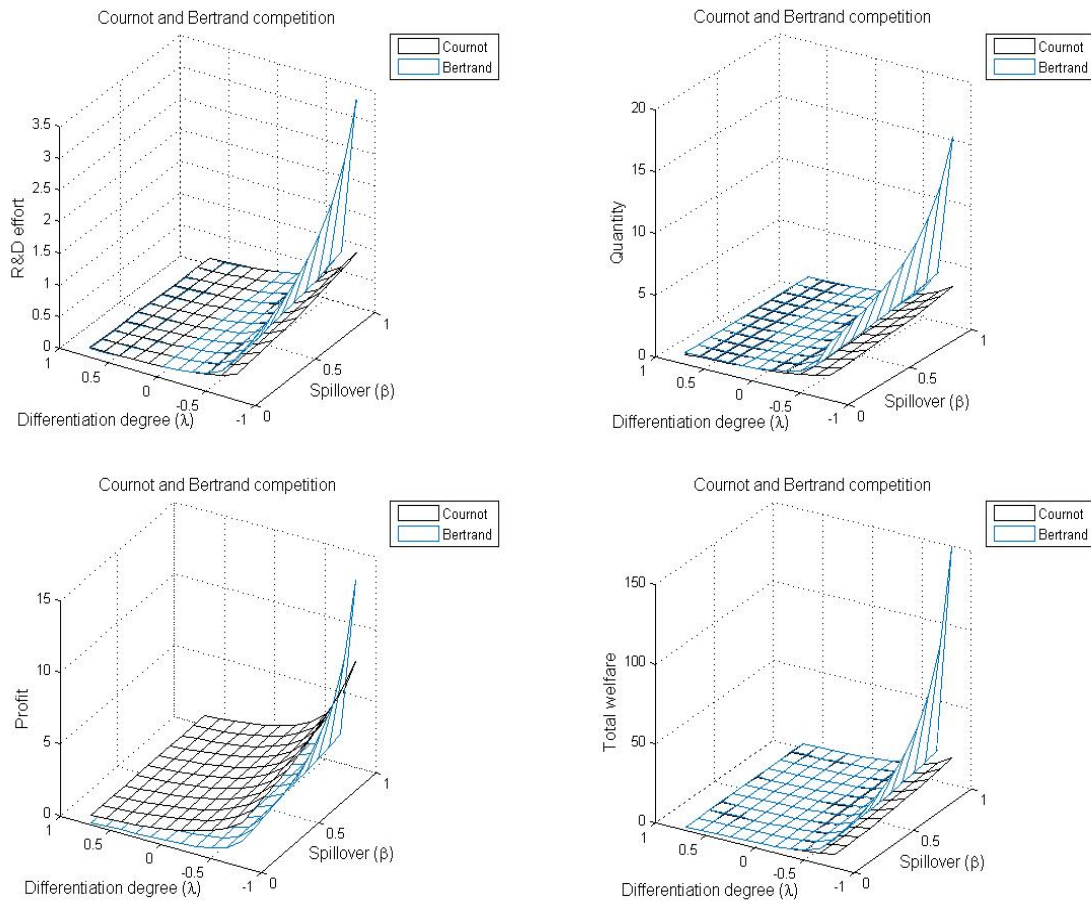 Cournot and Bertrand competition
Cournot
Bertrand
3.5
3
2.5
2
1.5
1
0.5
0
R&D effort
1
0.5
0
-0.5
-1
Differentiation degree (λ)
0
0.5
1
Spillover (β)
Cournot and Bertrand competition
Cournot
Bertrand
20
15
10
5
0
Quantity
1
0.5
0
-0.5
-1
Differentiation degree (λ)
0
0.5
1
Spillover (β)
Cournot and Bertrand competition
Cournot
Bertrand
15
10
5
0
Profit
1
0.5
0
-0.5
-1
Differentiation degree (λ)
0
0.5
1
Spillover (β)
Cournot and Bertrand competition
Cournot
Bertrand
150
100
50
0
Total welfare
1
0.5
0
-0.5
-1
Differentiation degree (λ)
0
0.5
1
Spillover (β)